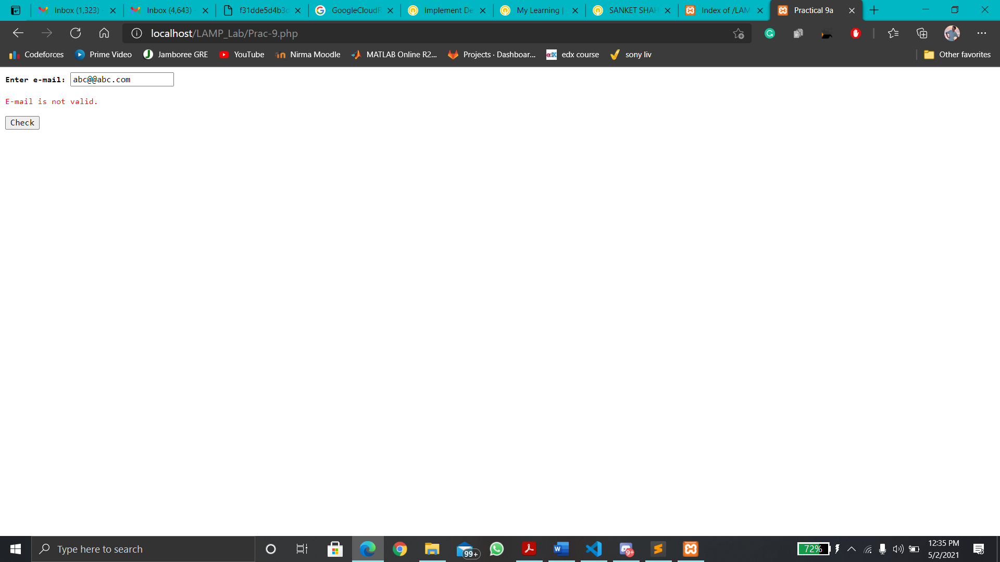 Inbox (1,323) -
Inbox (4,643) -
f31dde5d4b3c
GoogleCloudR
Implement De
My Learning |
SANKET SHAH
Index of /LAM
Practical 9a
localhost/LAMP_Lab/Prac-9.php
Codeforces
Prime Video
Jamboree GRE
YouTube
Nirma Moodle
MATLAB Online R2...
Projects · Dashboar...
edx course
sony liv
Other favorites
Enter e-mail: abc@@abc.com
E-mail is not valid.
Check
Type here to search
99+
9+
72%
12:35 PM
5/2/2021